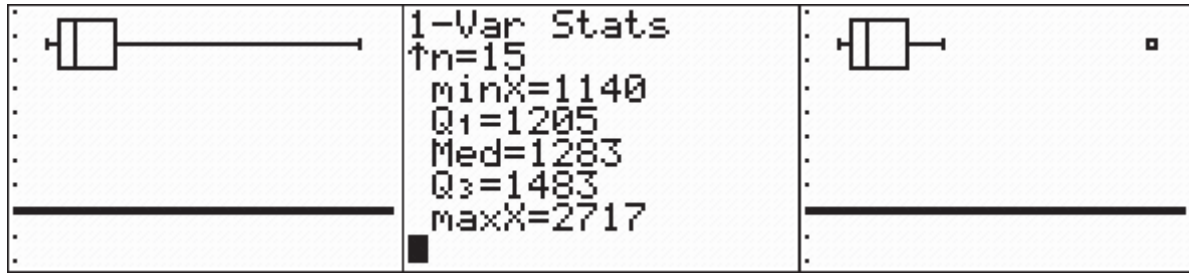 1-Var Stats
↑n=15
minX=1140
Q₁=1205
Med=1283
Q₃=1483
maxX=2717